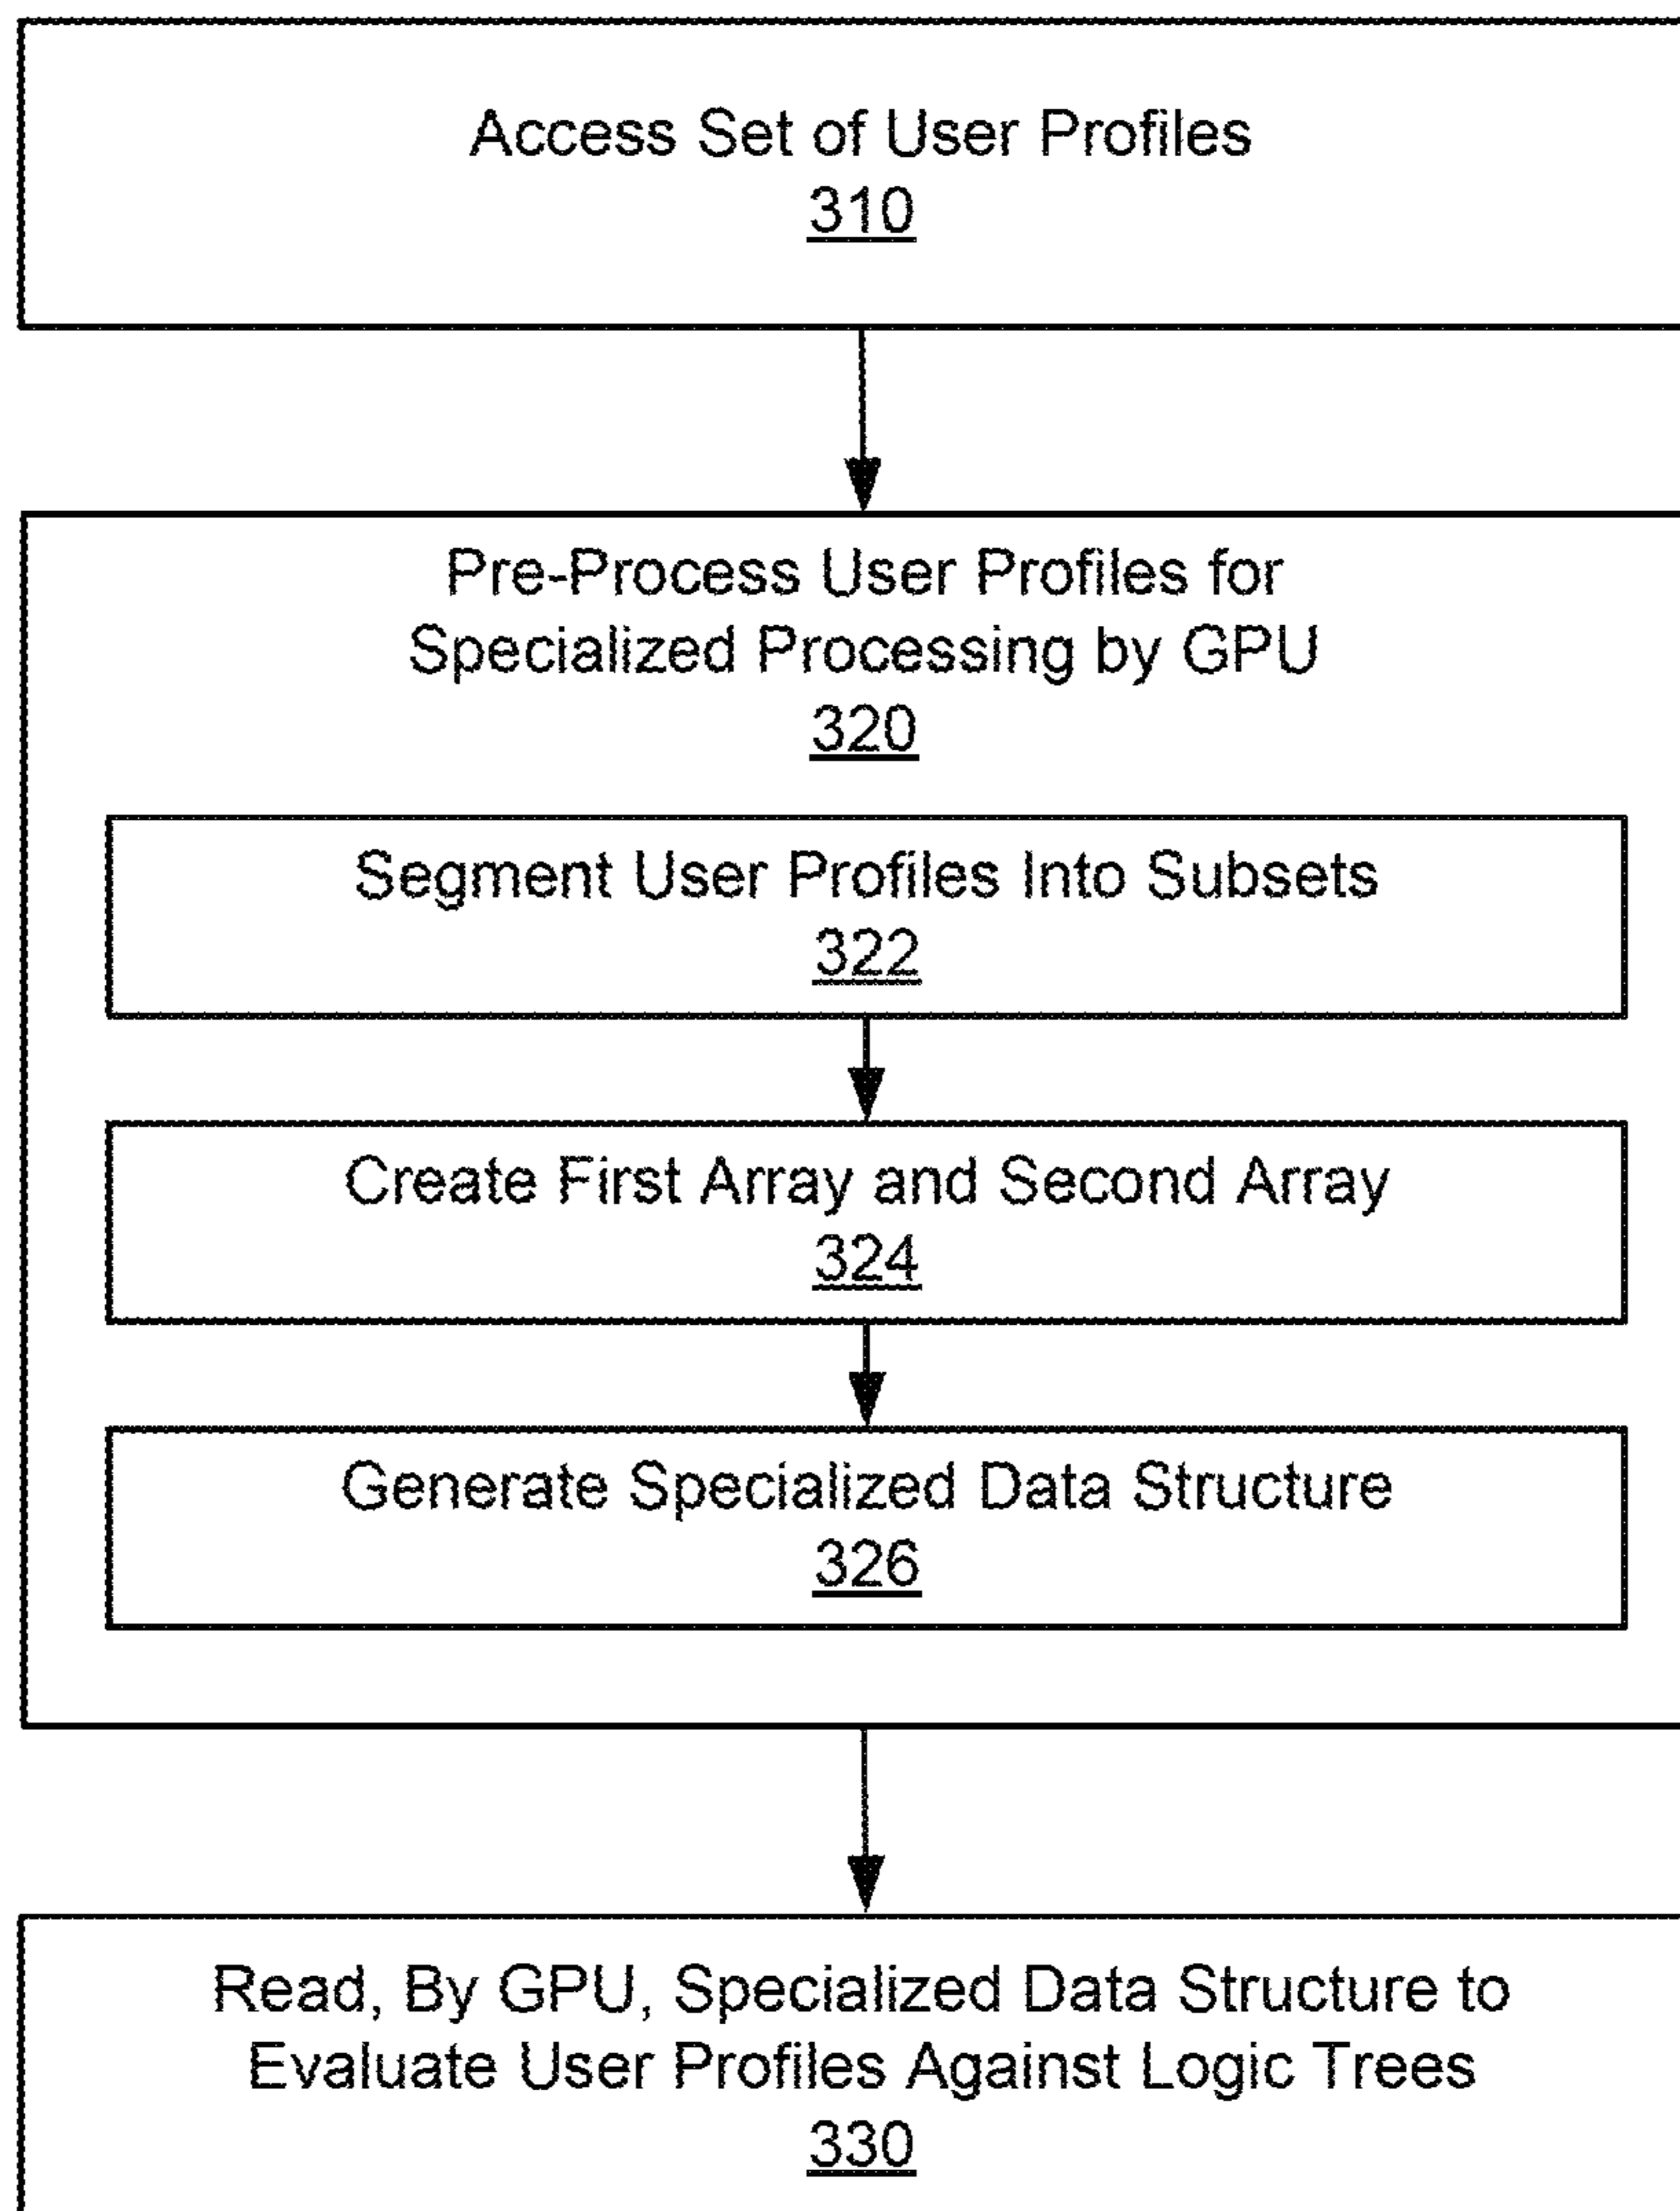 Access Set of User Profiles
310
Pre-Process User Profiles for
Specialized Processing by GPU
320
Segment User Profiles Into Subsets
322
Create First Array and Second Array
324
Generate Specialized Data Structure
326
Read, By GPU, Specialized Data Structure to
Evaluate User Profiles Against Logic Trees
330